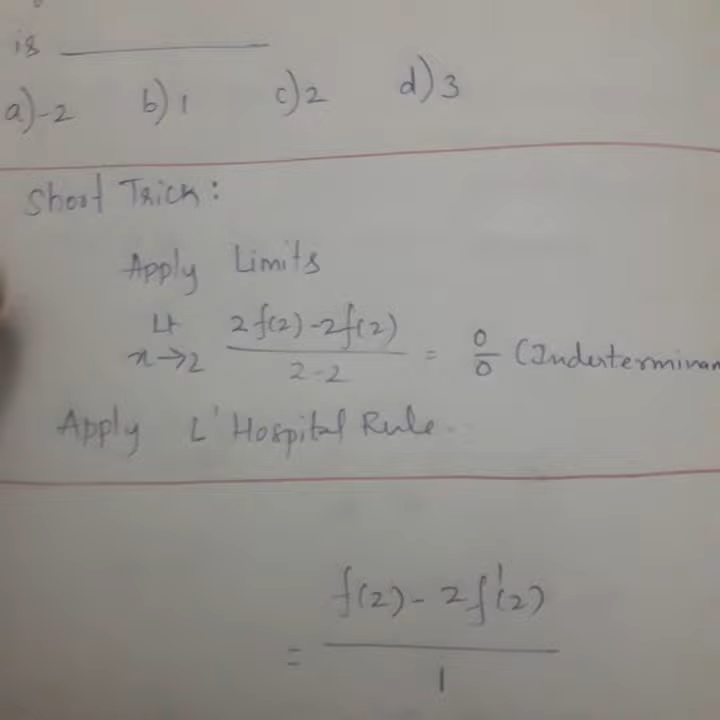 is ________
a) -2 b) 1 c) 2 d) 3
Short Trick:
Apply Limits
Lt x→2 2f(2)-2f(2) / 2-2 = 0/0 (Indeterminan
Apply L' Hospital Rule.
= f(2) - 2f'(2) / 1